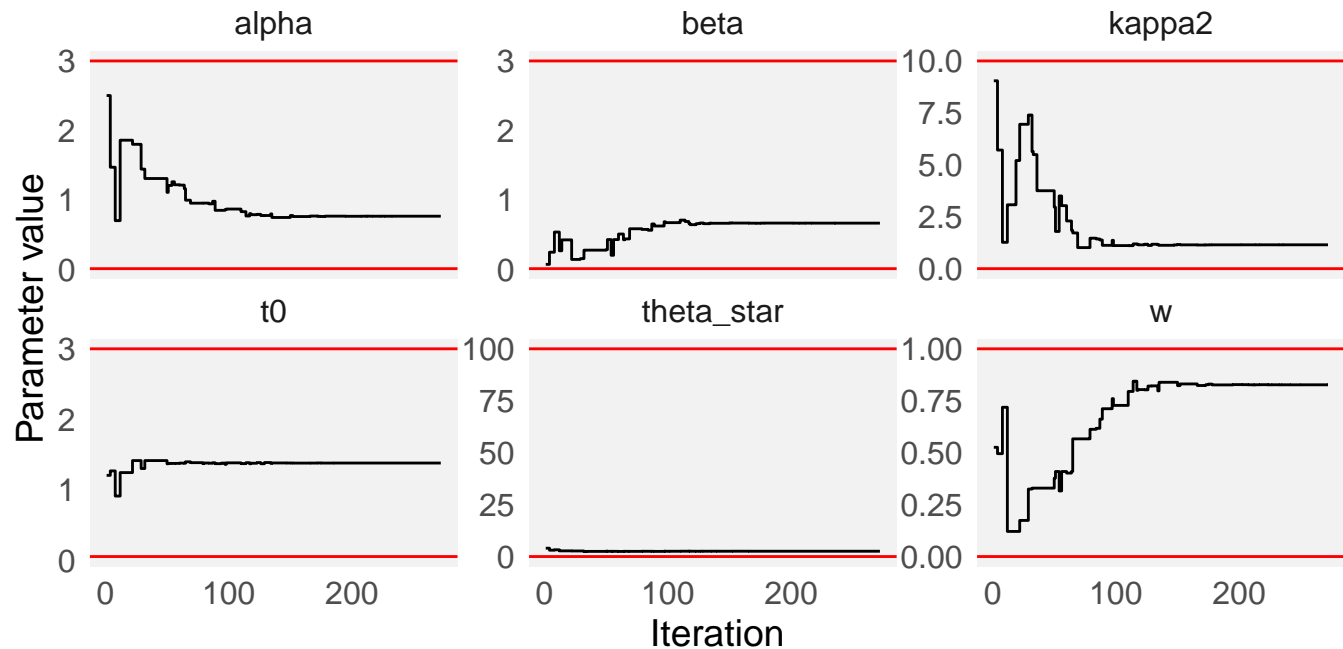 alpha beta kappa2
3 3 10.0
2 2 7.5
5.0
1 1 2.5
0 0 0.0
t0 theta_star w
3 100 1.00
2 75 0.75
50 0.50
1 25 0.25
0 0 0.00
0 100 200 0 100 200 0 100 200
Iteration
Parameter value